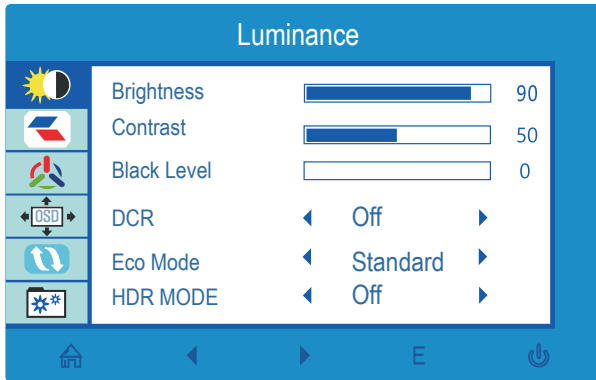 Luminance
Brightness 90
Contrast 50
Black Level 0
DCR Off
OSD
Eco Mode Standard
HDR MODE Off
E